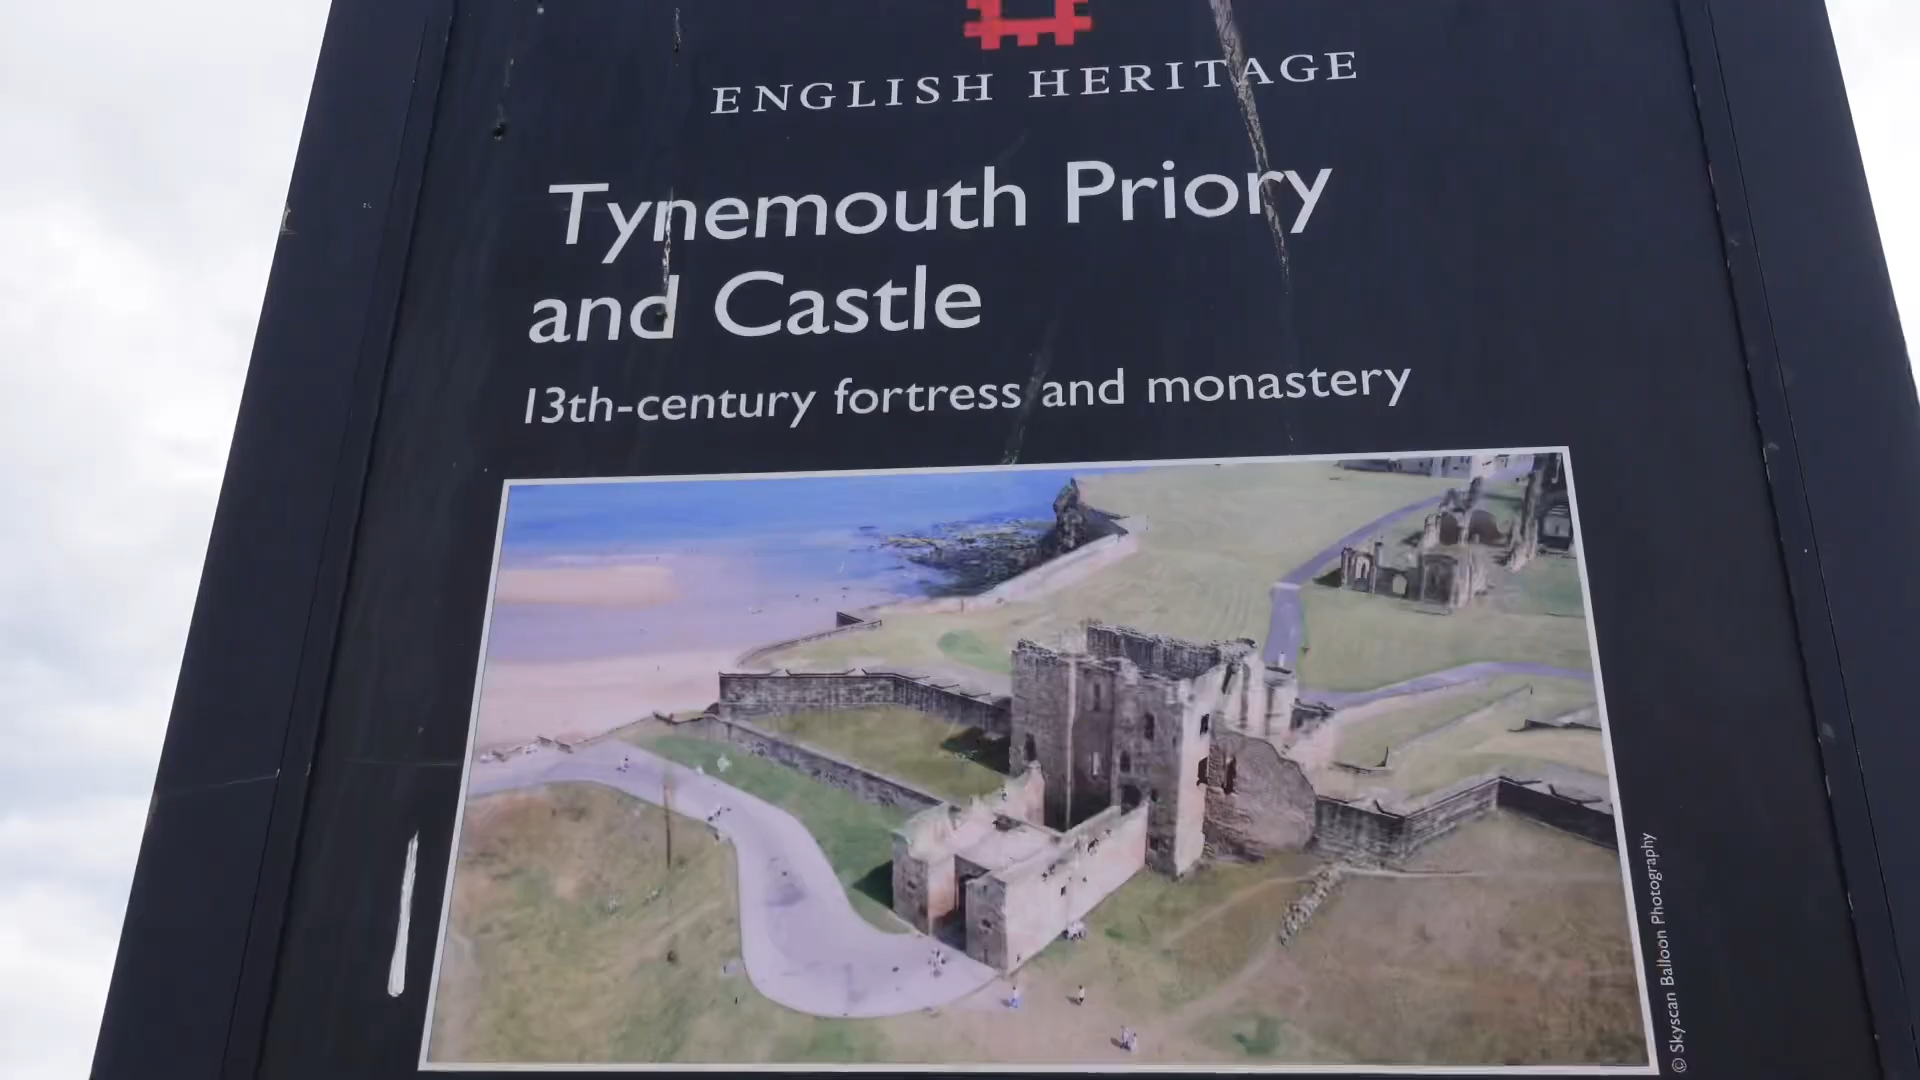 ENGLISH HERITAGE
Tynemouth Priory
and Castle
13th-century fortress and monastery
© Skyscan Balloon Photography